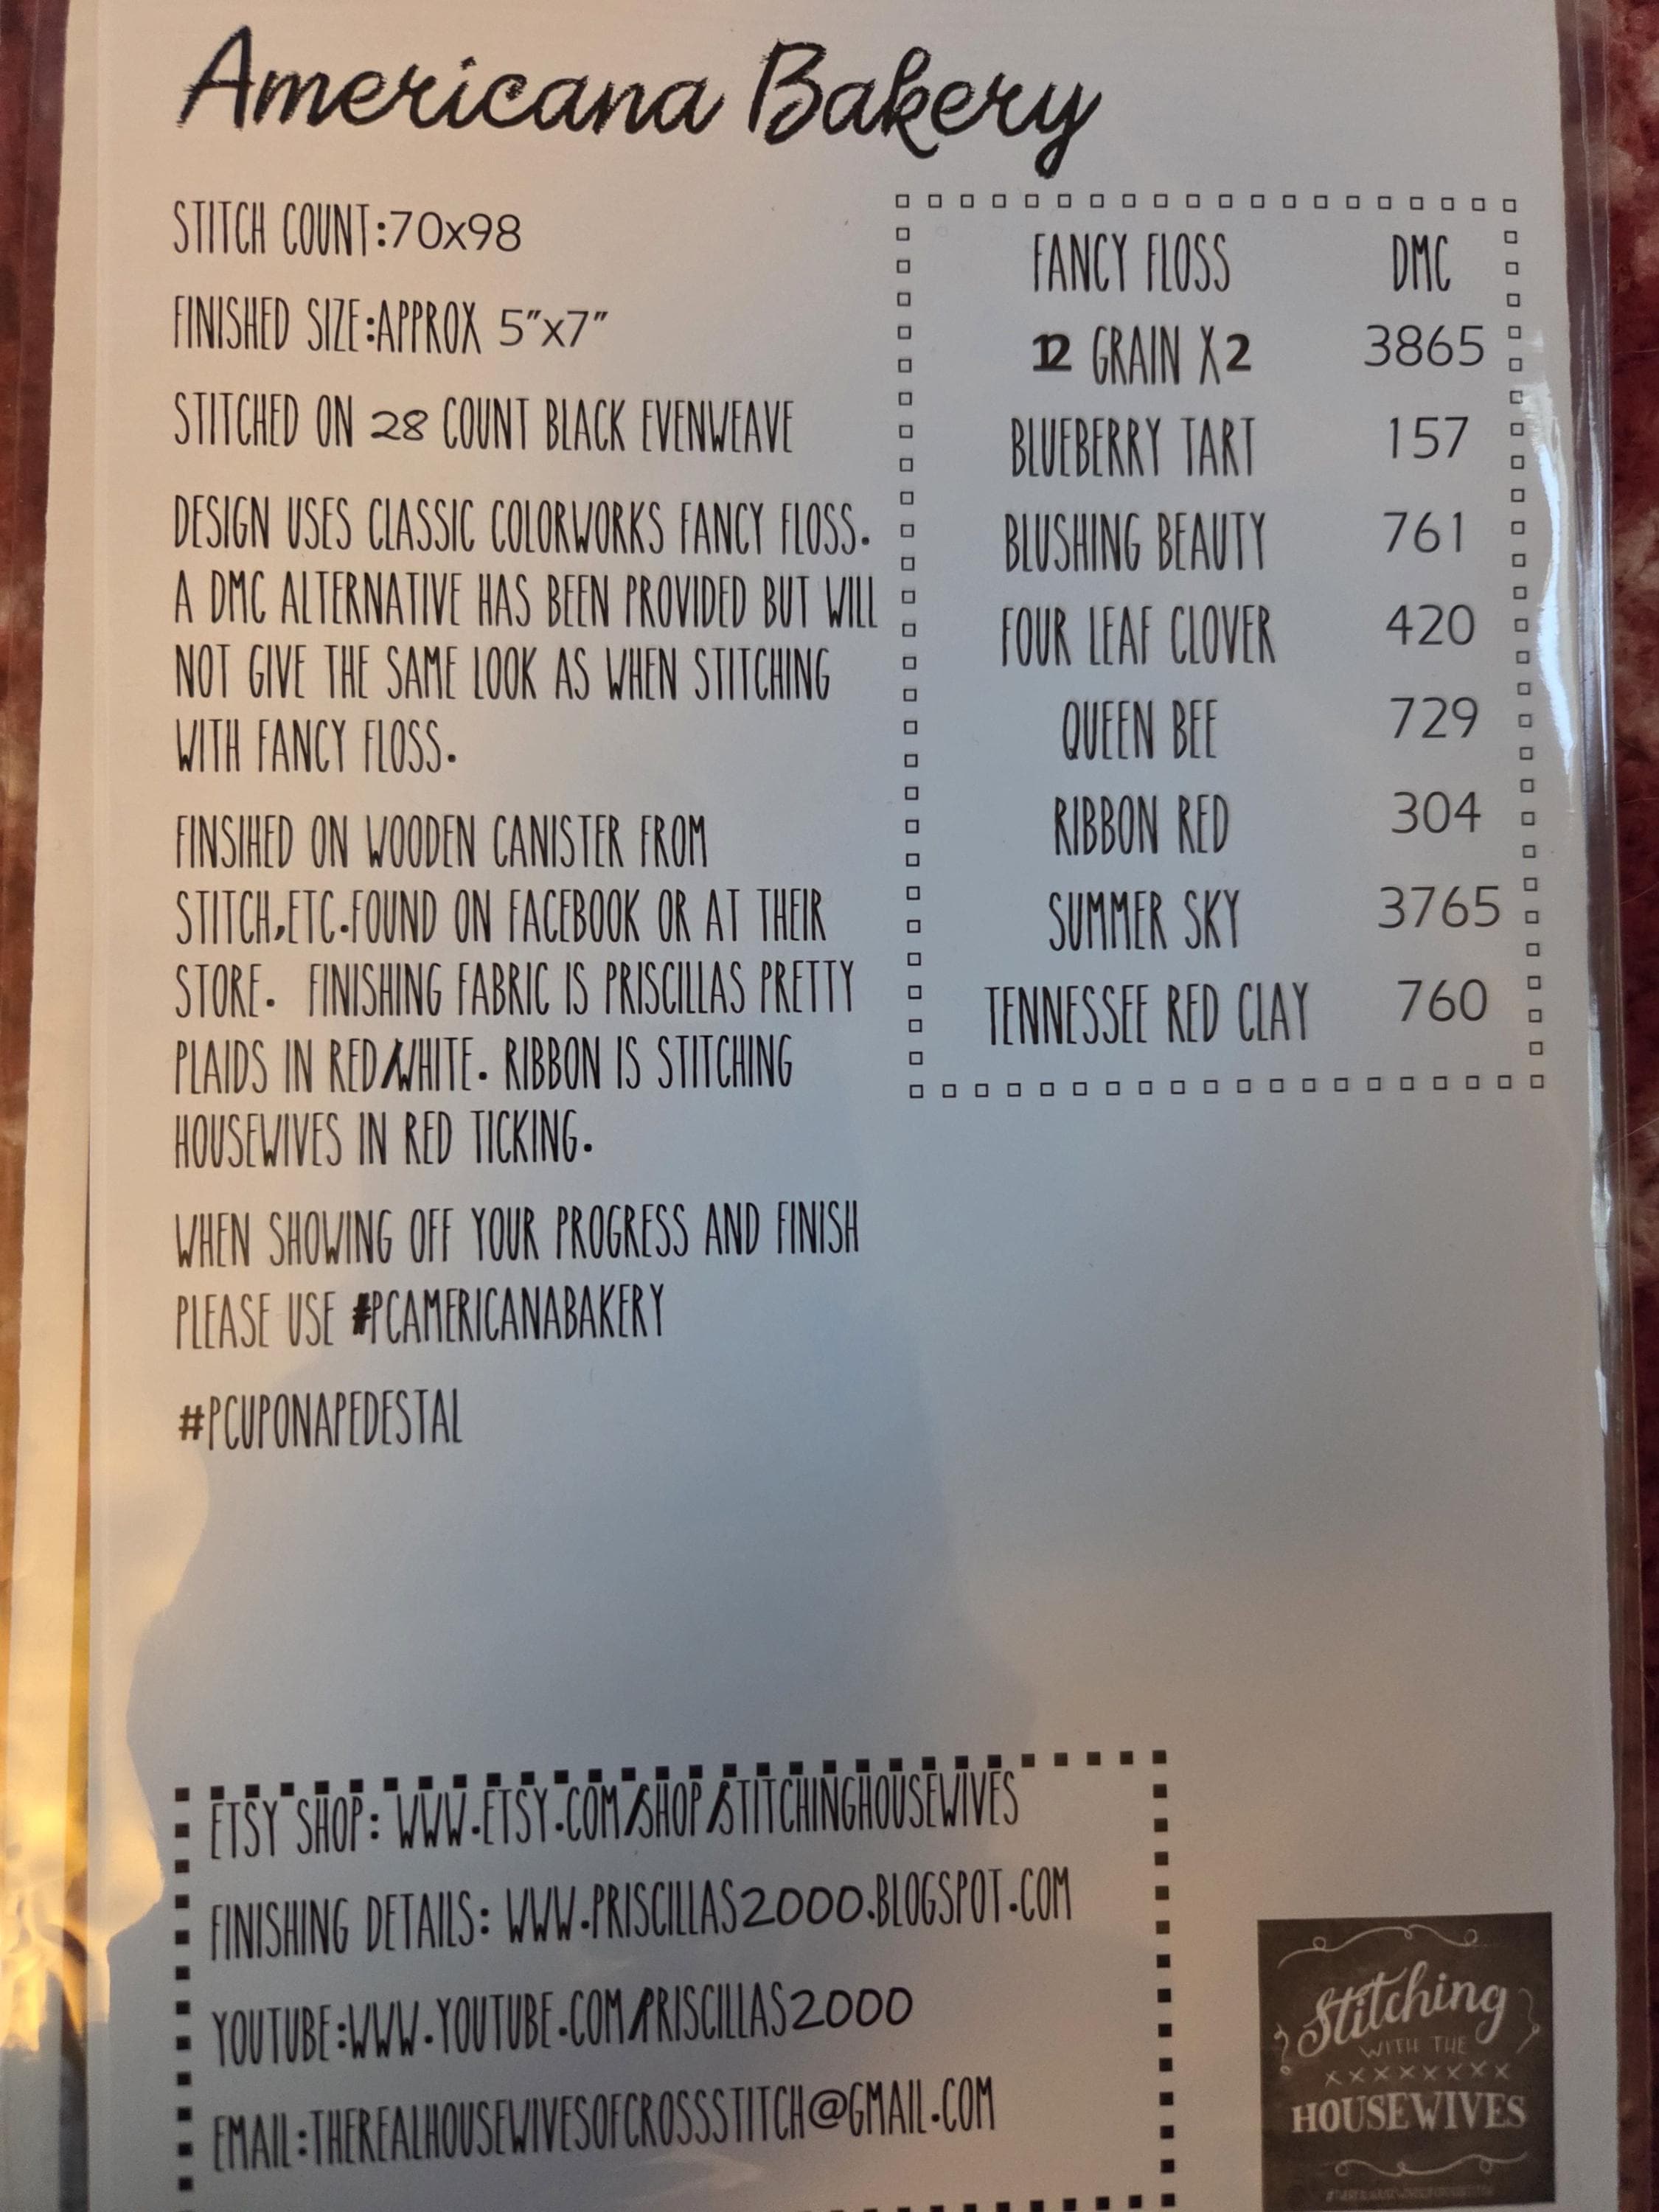 Americana Bakery
STITCH COUNT:70x98
FINISHED SIZE:APPROX 5"x7"
STITCHED ON 28 COUNT BLACK EVENWEAVE
DESIGN USES CLASSIC COLORWORKS FANCY FLOSS.
A DMC ALTERNATIVE HAS BEEN PROVIDED BUT WILL
NOT GIVE THE SAME LOOK AS WHEN STITCHING
WITH FANCY FLOSS.
FINSIHED ON WOODEN CANISTER FROM
STITCH,ETC.FOUND ON FACEBOOK OR AT THEIR
STORE. FINISHING FABRIC IS PRISCILLAS PRETTY
PLAIDS IN RED/WHITE. RIBBON IS STITCHING
HOUSEWIVES IN RED TICKING.
WHEN SHOWING OFF YOUR PROGRESS AND FINISH
PLEASE USE #PCAMERICANABAKERY
#PCUPONAPEDESTAL
FANCY FLOSS DMC
12 GRAIN X2 3865
BLUEBERRY TART 157
BLUSHING BEAUTY 761
FOUR LEAF CLOVER 420
QUEEN BEE 729
RIBBON RED 304
SUMMER SKY 3765
TENNESSEE RED CLAY 760
ETSY SHOP: WWW.ETSY.COM/SHOP/STITCHINGHOUSEWIVES
FINISHING DETAILS: WWW.PRISCILLAS2000.BLOGSPOT.COM
YOUTUBE:WWW.YOUTUBE.COM/PRISCILLAS2000
EMAIL:THEREALHOUSEWIVESOFCROSSSTITCH@GMAIL.COM
Stitching
WITH THE
XXXXXXXX
HOUSEWIVES